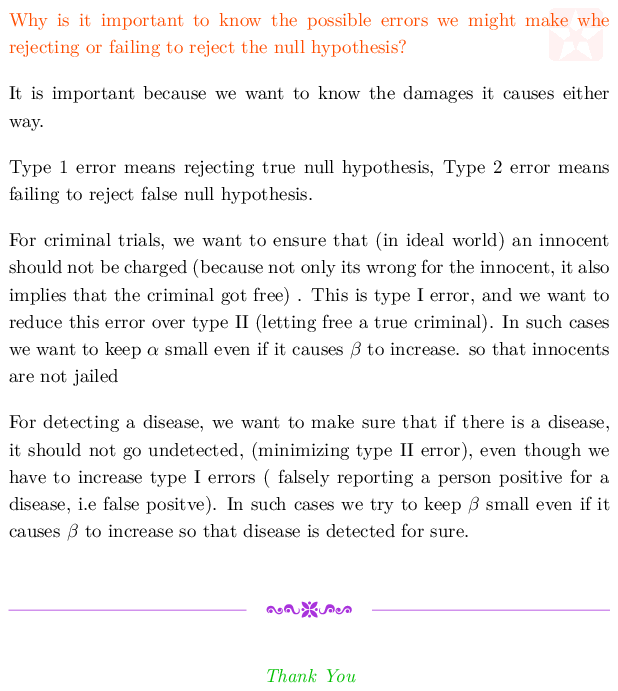 Why is it important to know the possible errors we might make whe
rejecting or failing to reject the null hypothesis?
It is important because we want to know the damages it causes either
way.
Type 1 error means rejecting true null hypothesis, Type 2 error means
failing to reject false null hypothesis.
For criminal trials, we want to ensure that (in ideal world) an innocent
should not be charged (because not only its wrong for the innocent, it also
implies that the criminal got free) . This is type I error, and we want to
reduce this error over type II (letting free a true criminal). In such cases
we want to keep α small even if it causes β to increase. so that innocents
are not jailed
For detecting a disease, we want to make sure that if there is a disease,
it should not go undetected, (minimizing type II error), even though we
have to increase type I errors ( falsely reporting a person positive for a
disease, i.e false positve). In such cases we try to keep β small even if it
causes β to increase so that disease is detected for sure.
Thank You